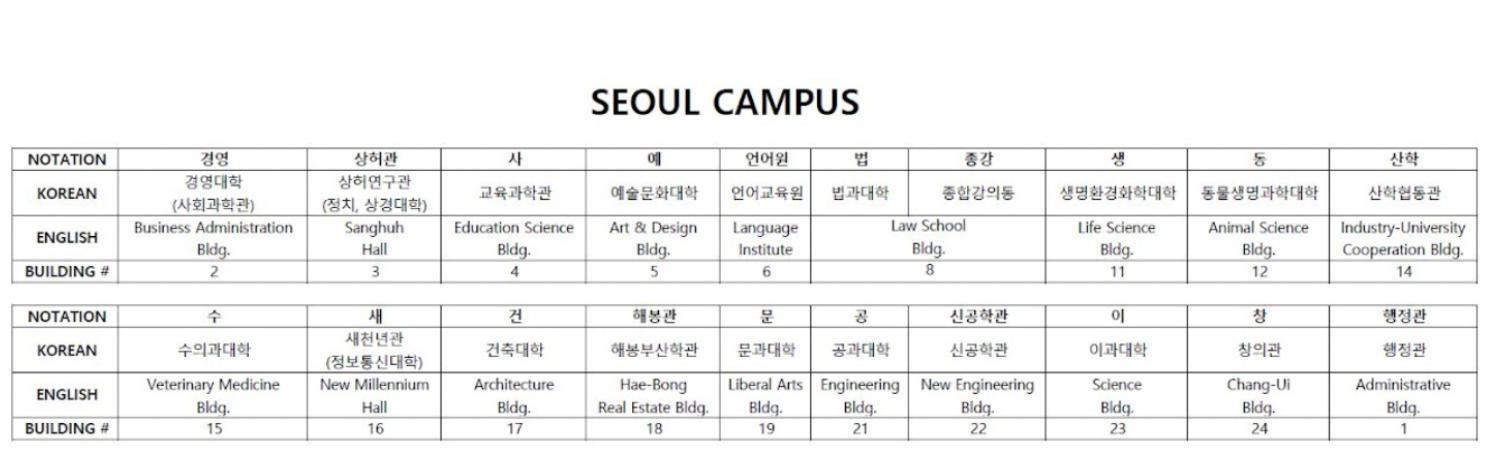 SEOUL CAMPUS
NOTATION 경영 상허관 사 예 언어원 법 종강 생 동 산학
KOREAN 경영대학 (사회과학관) 상허연구관 (정치, 상경대학) 교육과학관 예술문화대학 언어교육원 법과대학 종합강의동 생명환경화학대학 동물생명과학대학 산학협동관
ENGLISH Business Administration Bldg. Sanghuh Hall Education Science Bldg. Art & Design Bldg. Language Institute Law School Bldg. Life Science Bldg. Animal Science Bldg. Industry-University Cooperation Bldg.
BUILDING # 2 3 4 5 6 8 11 12 14
NOTATION 수 새 건 해봉관 문 공 신공학관 이 창 행정관
KOREAN 수의과대학 새천년관 (정보통신대학) 건축대학 해봉부산학관 문과대학 공과대학 신공학관 이과대학 창의관 행정관
ENGLISH Veterinary Medicine Bldg. New Millennium Hall Architecture Bldg. Hae-Bong Real Estate Bldg. Liberal Arts Bldg. Engineering Bldg. New Engineering Bldg. Science Bldg. Chang-Ui Bldg. Administrative Bldg.
BUILDING # 15 16 17 18 19 21 22 23 24 1